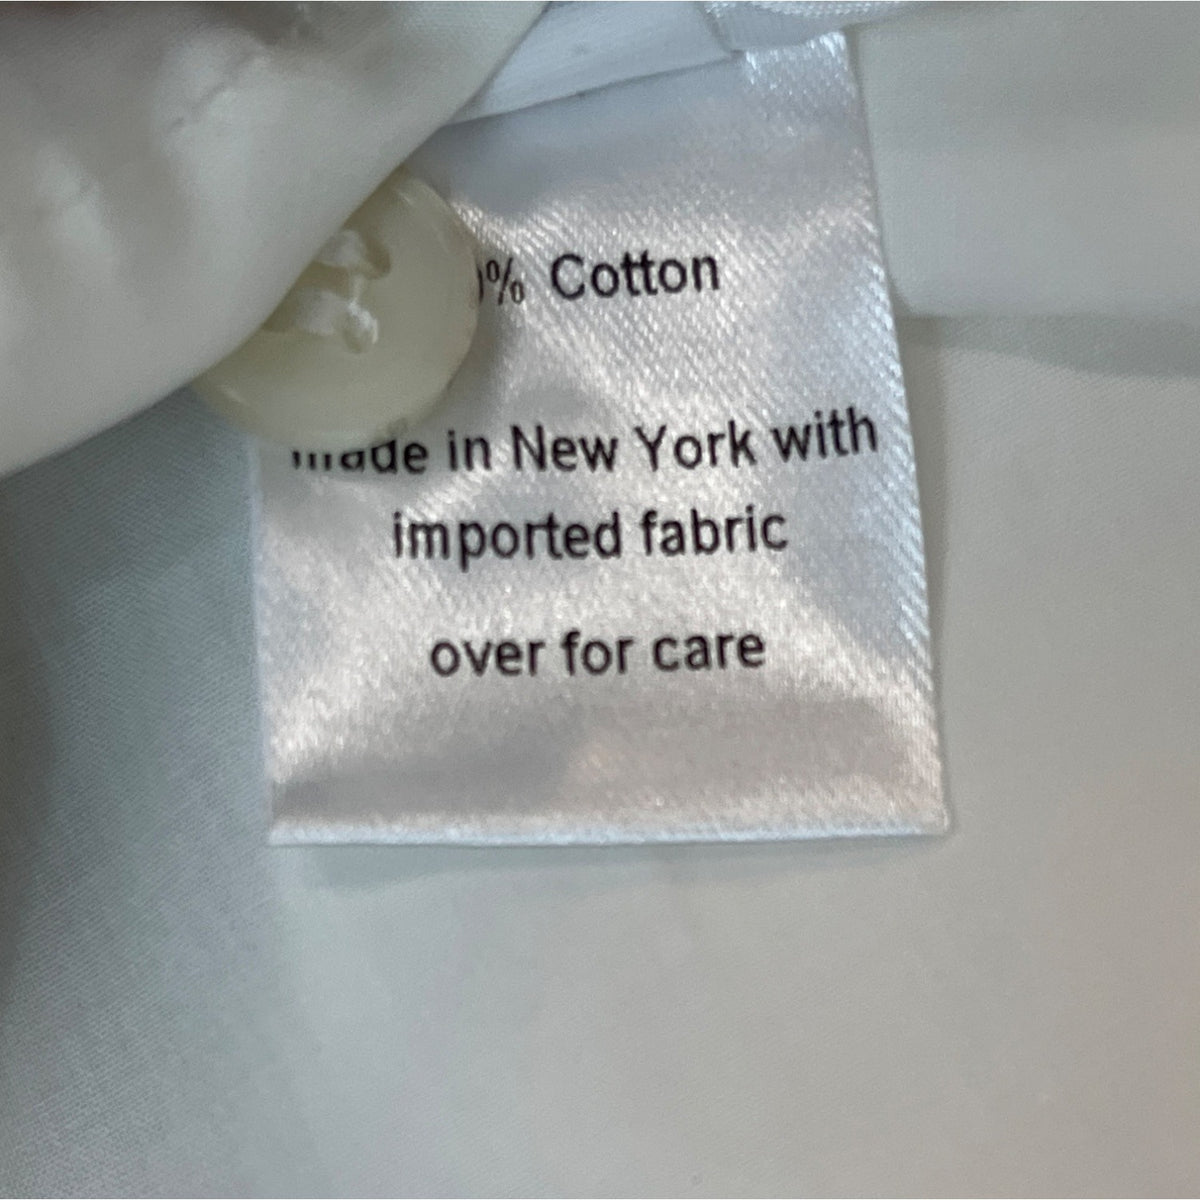 % Cotton
made in New York with
imported fabric
over for care